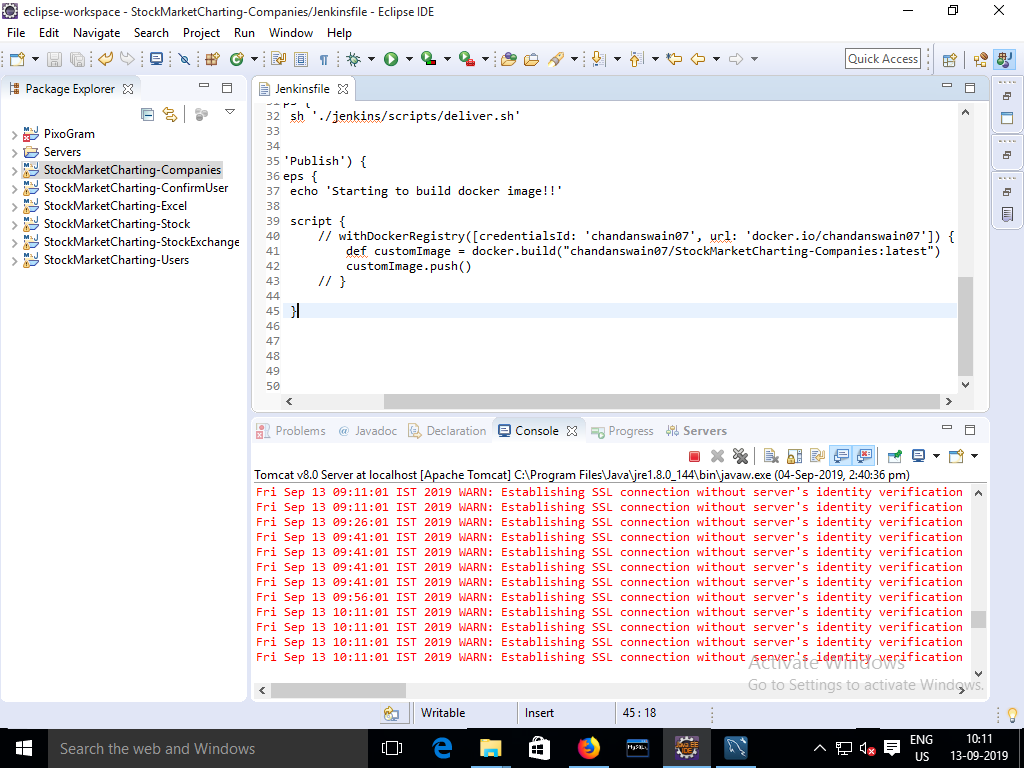 eclipse-workspace - StockMarketCharting-Companies/Jenkinsfile - Eclipse IDE
File Edit Navigate Search Project Run Window Help
Quick Access
Package Explorer
PixoGram
Servers
StockMarketCharting-Companies
StockMarketCharting-ConfirmUser
StockMarketCharting-Excel
StockMarketCharting-Stock
StockMarketCharting-StockExchange
StockMarketCharting-Users
Jenkinsfile
32 sh './jenkins/scripts/deliver.sh'
33
34
35 'Publish') {
36 eps {
37 echo 'Starting to build docker image!!'
38
39 script {
40 // withDockerRegistry([credentialsId: 'chandanswain07', url: 'docker.io/chandanswain07']) {
41 def customImage = docker.build("chandanswain07/StockMarketCharting-Companies:latest")
42 customImage.push()
43 // }
44
45 }
46
47
48
49
50
Problems @ Javadoc Declaration Console Progress Servers
Tomcat v8.0 Server at localhost [Apache Tomcat] C:\Program Files\Java\jre1.8.0_144\bin\javaw.exe (04-Sep-2019, 2:40:36 pm)
Fri Sep 13 09:11:01 IST 2019 WARN: Establishing SSL connection without server's identity verification
Fri Sep 13 09:11:01 IST 2019 WARN: Establishing SSL connection without server's identity verification
Fri Sep 13 09:26:01 IST 2019 WARN: Establishing SSL connection without server's identity verification
Fri Sep 13 09:41:01 IST 2019 WARN: Establishing SSL connection without server's identity verification
Fri Sep 13 09:41:01 IST 2019 WARN: Establishing SSL connection without server's identity verification
Fri Sep 13 09:41:01 IST 2019 WARN: Establishing SSL connection without server's identity verification
Fri Sep 13 09:41:01 IST 2019 WARN: Establishing SSL connection without server's identity verification
Fri Sep 13 09:56:01 IST 2019 WARN: Establishing SSL connection without server's identity verification
Fri Sep 13 10:11:01 IST 2019 WARN: Establishing SSL connection without server's identity verification
Fri Sep 13 10:11:01 IST 2019 WARN: Establishing SSL connection without server's identity verification
Fri Sep 13 10:11:01 IST 2019 WARN: Establishing SSL connection without server's identity verification
Fri Sep 13 10:11:01 IST 2019 WARN: Establishing SSL connection without server's identity verification
Activate Windows
Go to Settings to activate Windows.
Writable Insert 45 : 18
Search the web and Windows
ENG
US
10:11
13-09-2019